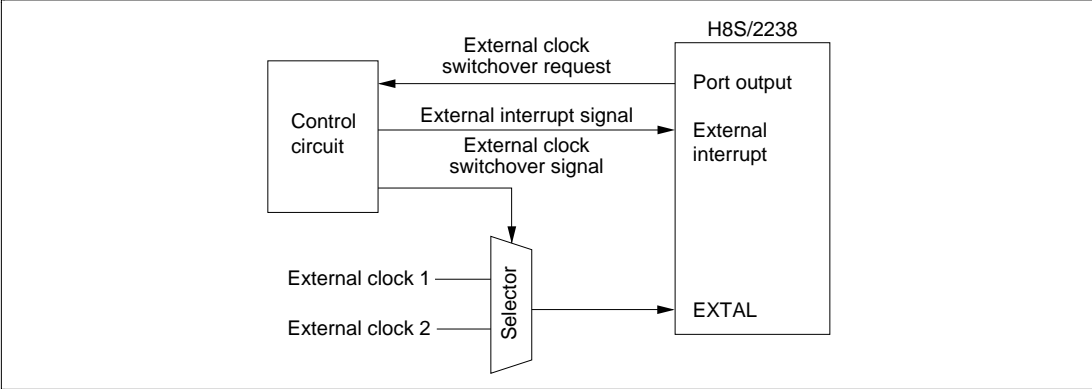 H8S/2238
External clock
switchover request
Port output
Control
circuit
External interrupt signal
External
interrupt
External clock
switchover signal
External clock 1
External clock 2
Selector
EXTAL